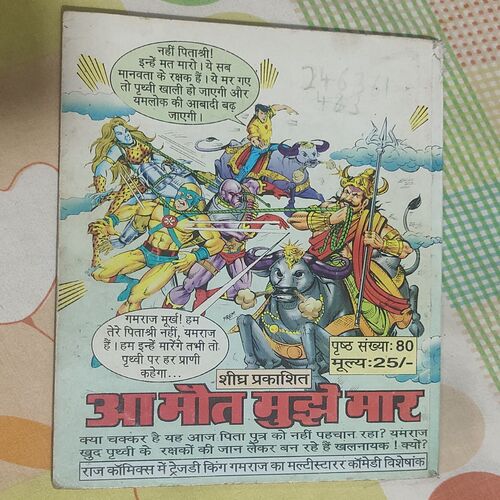 नहीं पिताश्री!
इन्हें मत मारो। ये सब
मानवता के रक्षक हैं। ये मर गए
तो पृथ्वी खाली हो जाएगी और
यमलोक की आबादी बढ़
जाएगी।
गमराज मूर्ख! हम
तेरे पिताश्री नहीं, यमराज
हैं। हम इन्हें मारेंगे तभी तो
पृथ्वी पर हर प्राणी
कहेगा...
पृष्ठ संख्या: 80
मूल्य: 25/-
शीघ्र प्रकाशित
आ मौत मुझे मार
क्या चक्कर है यह आज पिता पुत्र को नहीं पहचान रहा? यमराज
खुद पृथ्वी के रक्षकों की जान लेकर बन रहे हैं खलनायक! क्यों?
राज कॉमिक्स में ट्रेजडी किंग गमराज का मल्टीस्टारर कॉमेडी विशेषांक